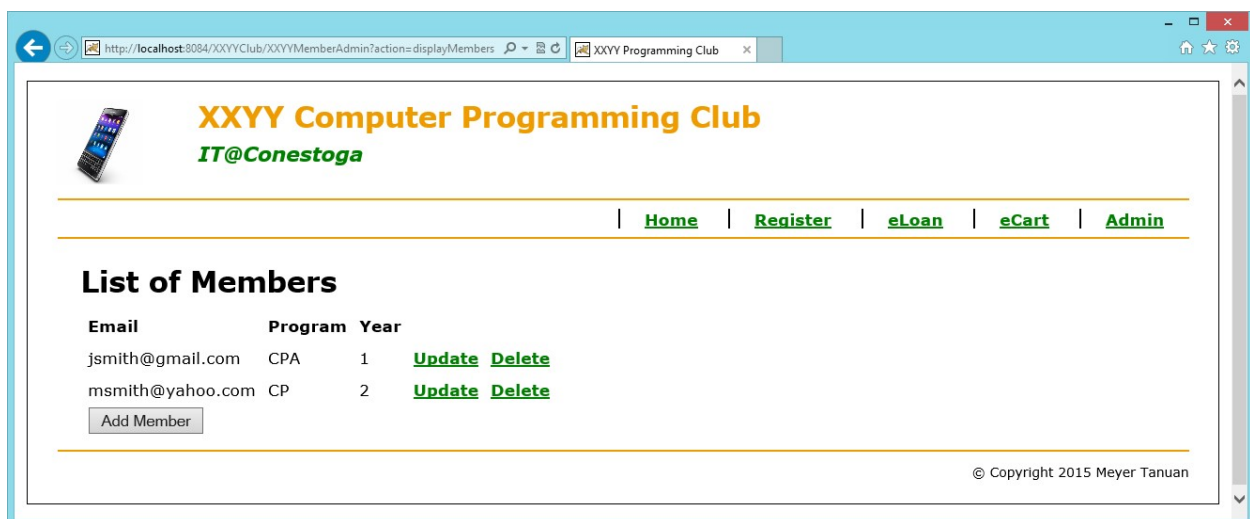 http://localhost:8084/XXYYClub/XXYYMemberAdmin?action=displayMembers
XXYY Programming Club
XXYY Computer Programming Club
IT@Conestoga
Home Register eLoan eCart Admin
List of Members
Email Program Year
jsmith@gmail.com CPA 1 Update Delete
msmith@yahoo.com CP 2 Update Delete
Add Member
© Copyright 2015 Meyer Tanuan